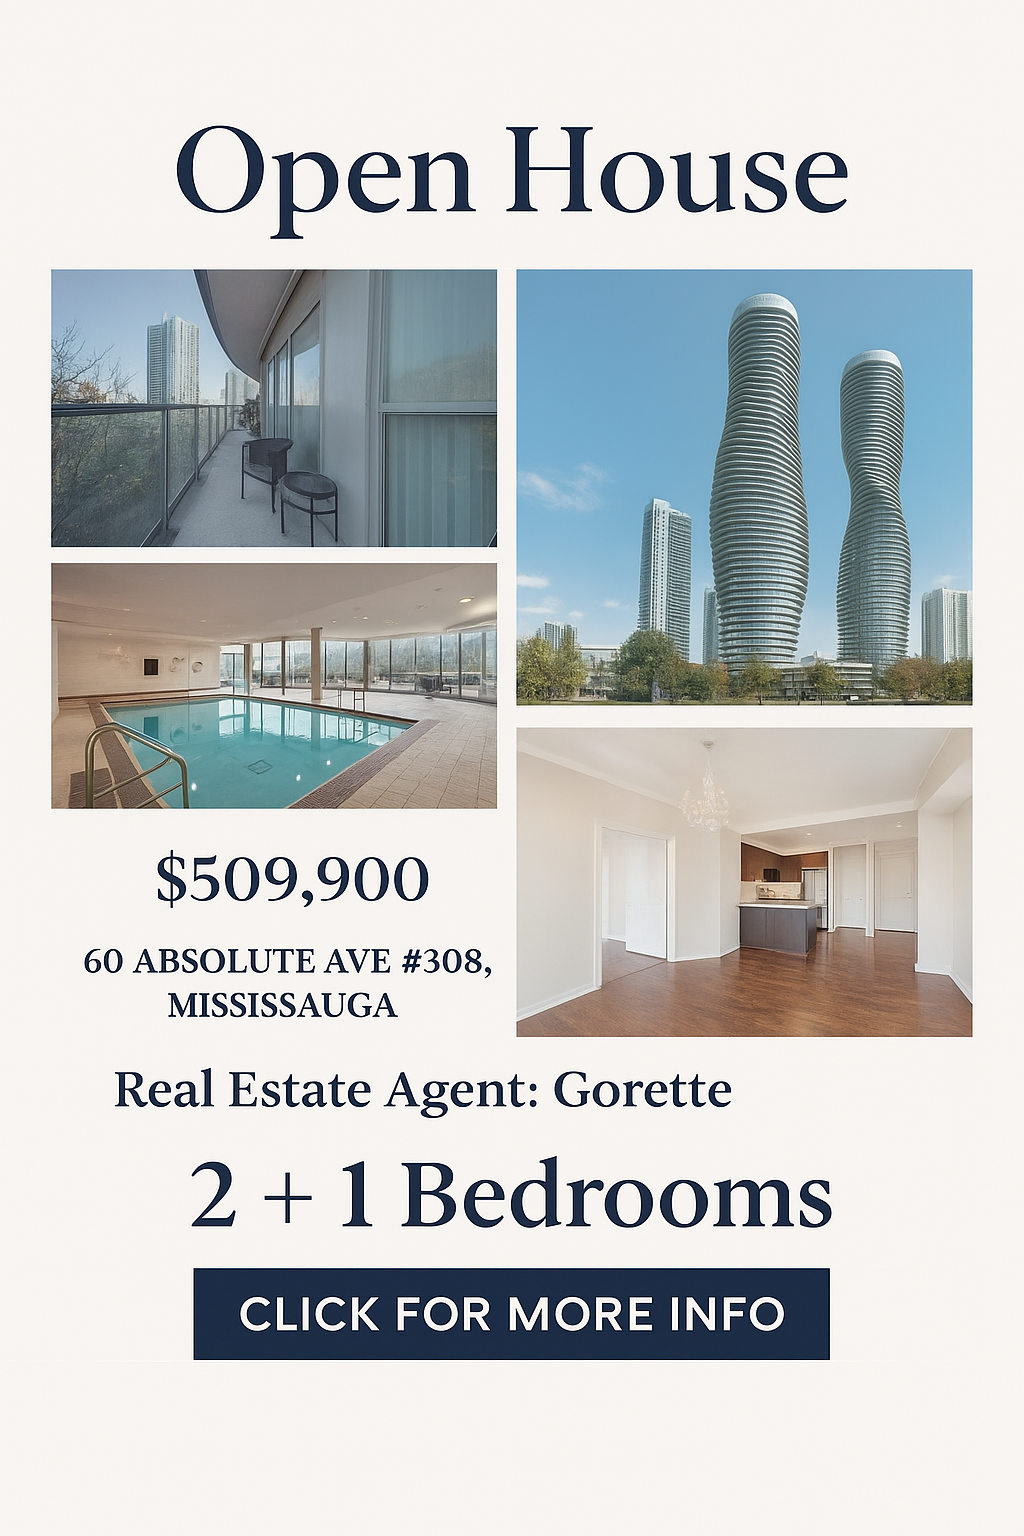 Open House
$509,900
60 ABSOLUTE AVE #308,
MISSISSAUGA
Real Estate Agent: Gorette
2 + 1 Bedrooms
CLICK FOR MORE INFO